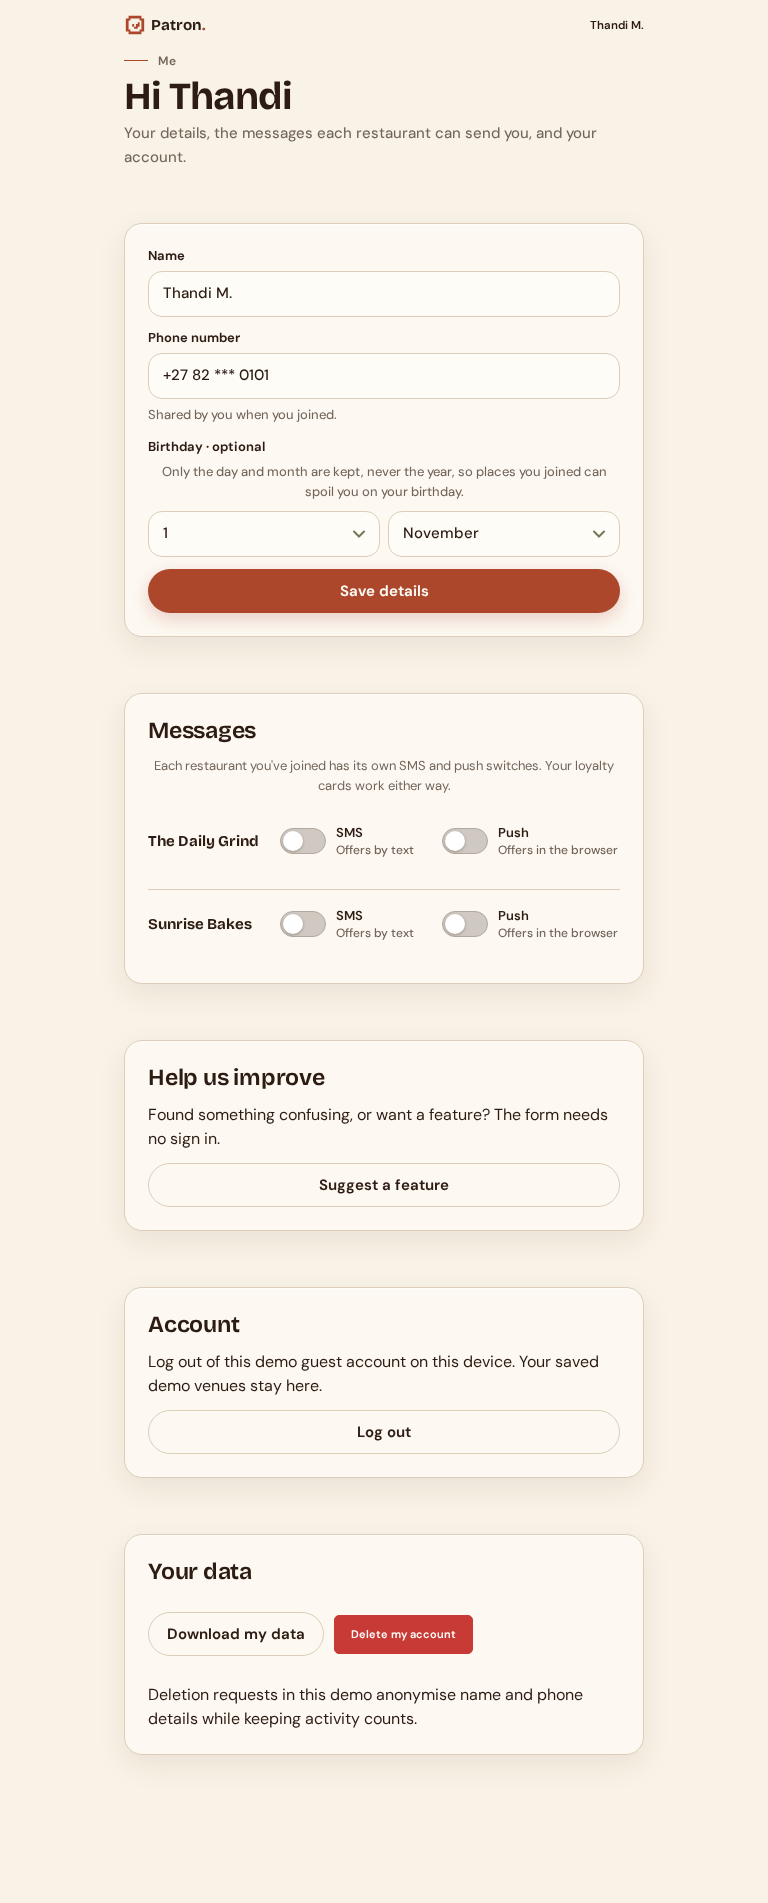 Patron.
Thandi M.
Me
Hi Thandi
Your details, the messages each restaurant can send you, and your
account.
Name
Thandi M.
Phone number
+27 82 *** 0101
Shared by you when you joined.
Birthday · optional
Only the day and month are kept, never the year, so places you joined can
spoil you on your birthday.
1
November
Save details
Messages
Each restaurant you've joined has its own SMS and push switches. Your loyalty
cards work either way.
The Daily Grind
SMS
Offers by text
Push
Offers in the browser
Sunrise Bakes
SMS
Offers by text
Push
Offers in the browser
Help us improve
Found something confusing, or want a feature? The form needs
no sign in.
Suggest a feature
Account
Log out of this demo guest account on this device. Your saved
demo venues stay here.
Log out
Your data
Download my data
Delete my account
Deletion requests in this demo anonymise name and phone
details while keeping activity counts.